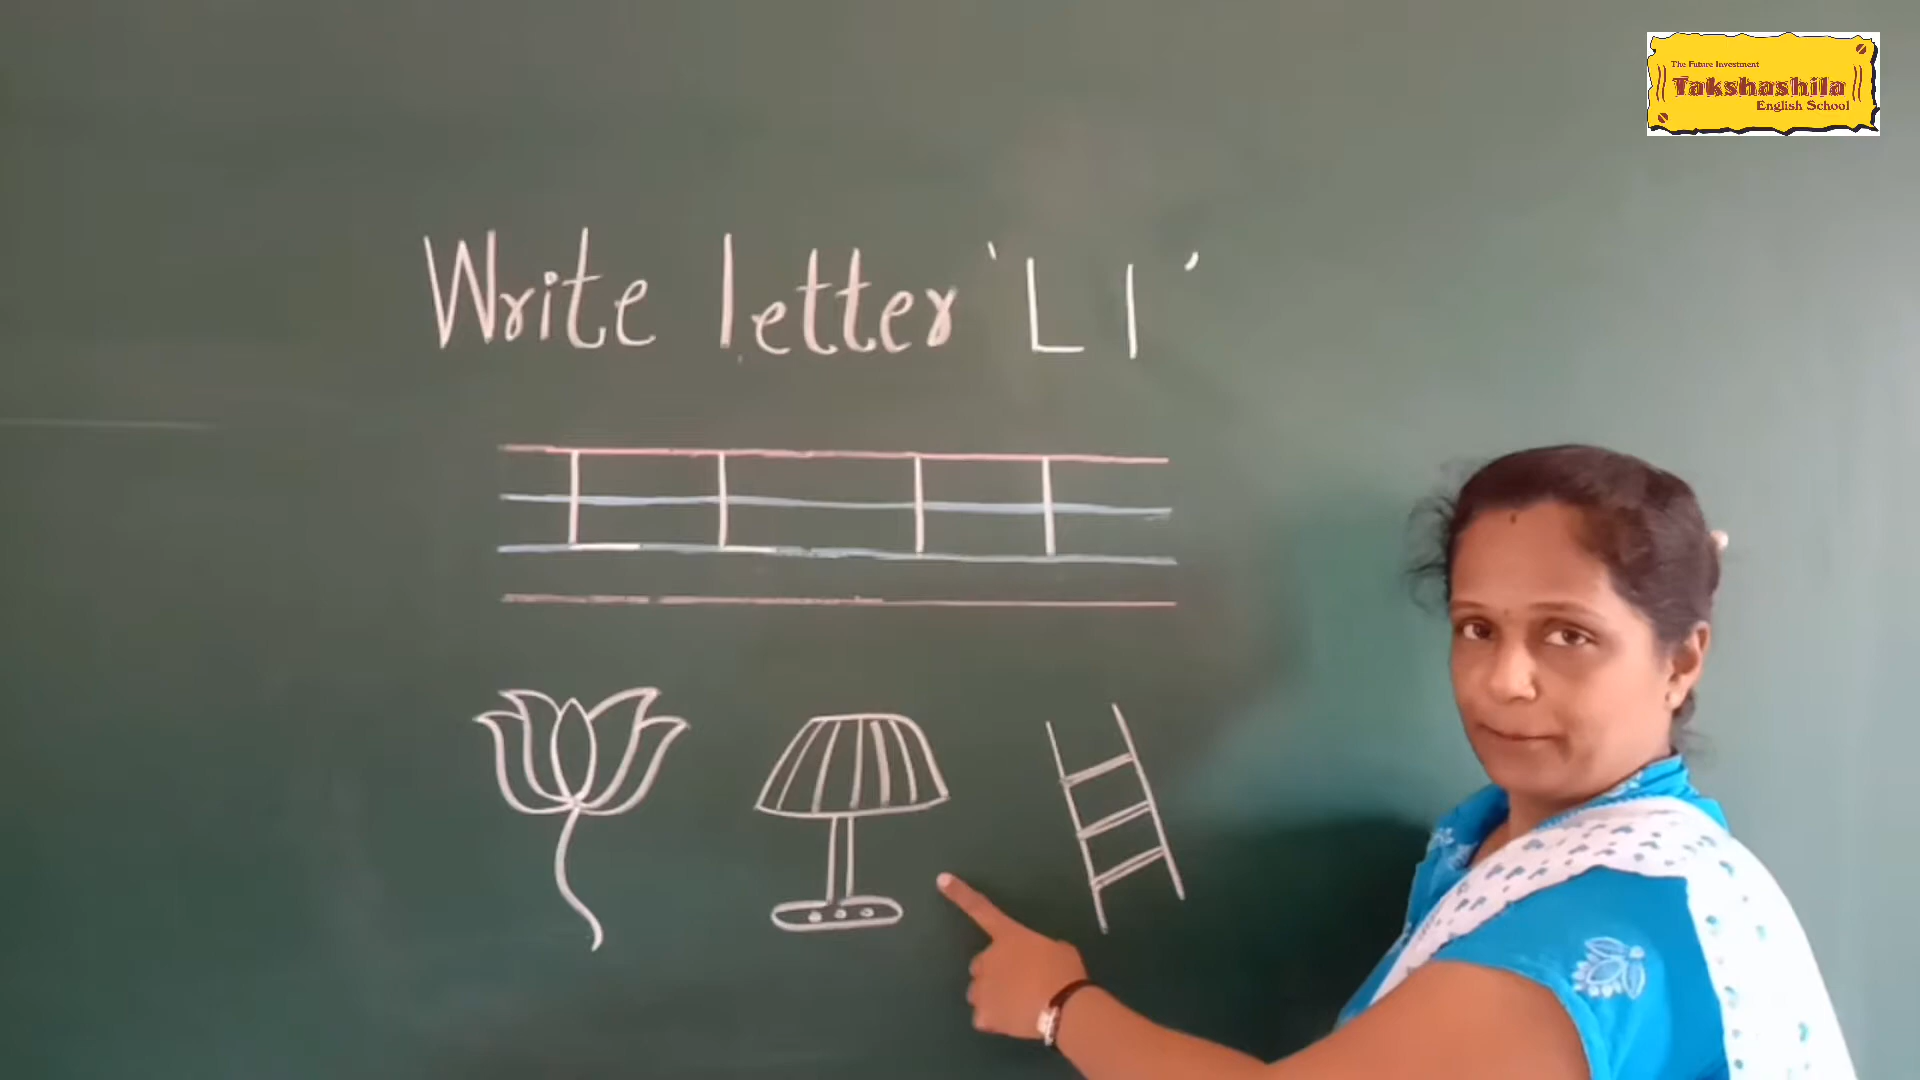 The Future Investment
Takshashila
English School
Write letter 'L l'
L L l l